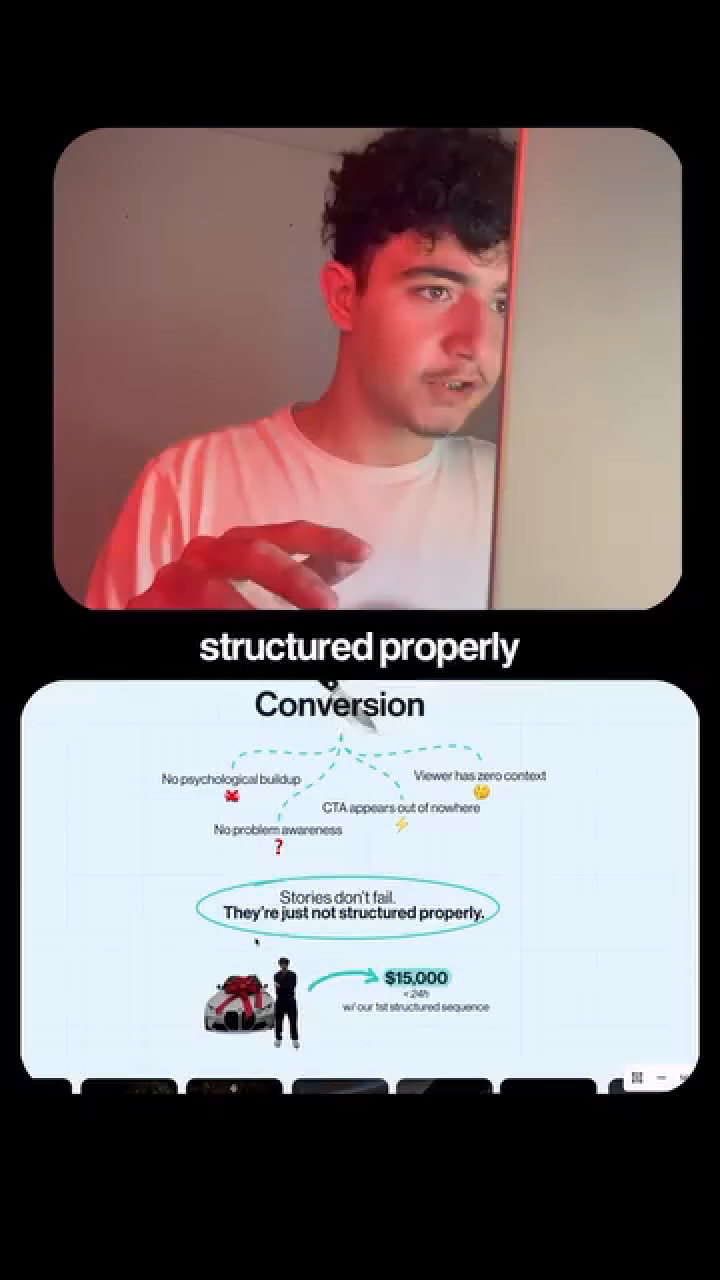 structured properly
Conversion
No psychological buildup
Viewer has zero context
CTA appears out of nowhere
No problem awareness
Stories don't fail.
They're just not structured properly.
$15,000
< 24h
w/ our 1st structured sequence